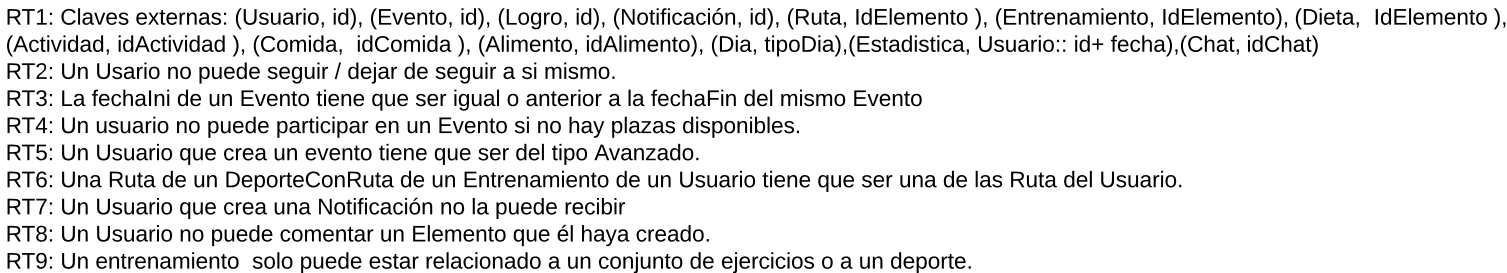 RT1: Claves externas: (Usuario, id), (Evento, id), (Logro, id), (Notificación, id), (Ruta, IdElemento ), (Entrenamiento, IdElemento), (Dieta,  IdElemento ),
(Actividad, idActividad ), (Comida,  idComida ), (Alimento, idAlimento), (Dia, tipoDia),(Estadistica, Usuario:: id+ fecha),(Chat, idChat)
RT2: Un Usario no puede seguir / dejar de seguir a si mismo.
RT3: La fechaIni de un Evento tiene que ser igual o anterior a la fechaFin del mismo Evento
RT4: Un usuario no puede participar en un Evento si no hay plazas disponibles.
RT5: Un Usuario que crea un evento tiene que ser del tipo Avanzado.
RT6: Una Ruta de un DeporteConRuta de un Entrenamiento de un Usuario tiene que ser una de las Ruta del Usuario.
RT7: Un Usuario que crea una Notificación no la puede recibir
RT8: Un Usuario no puede comentar un Elemento que él haya creado.
RT9: Un entrenamiento  solo puede estar relacionado a un conjunto de ejercicios o a un deporte.